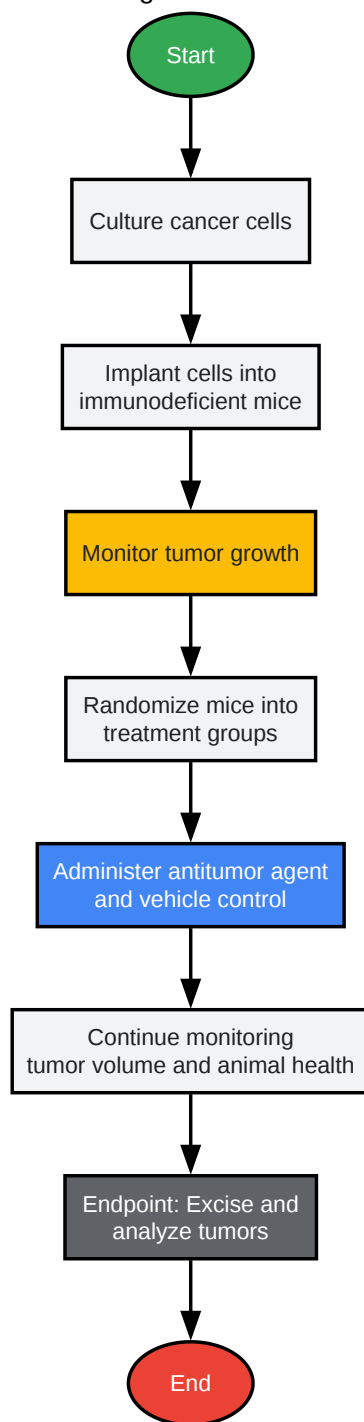 Start
Culture cancer cells
Implant cells into
immunodeficient mice
Monitor tumor growth
Randomize mice into
treatment groups
Administer antitumor agent
and vehicle control
Continue monitoring
tumor volume and animal health
Endpoint: Excise and
analyze tumors
End